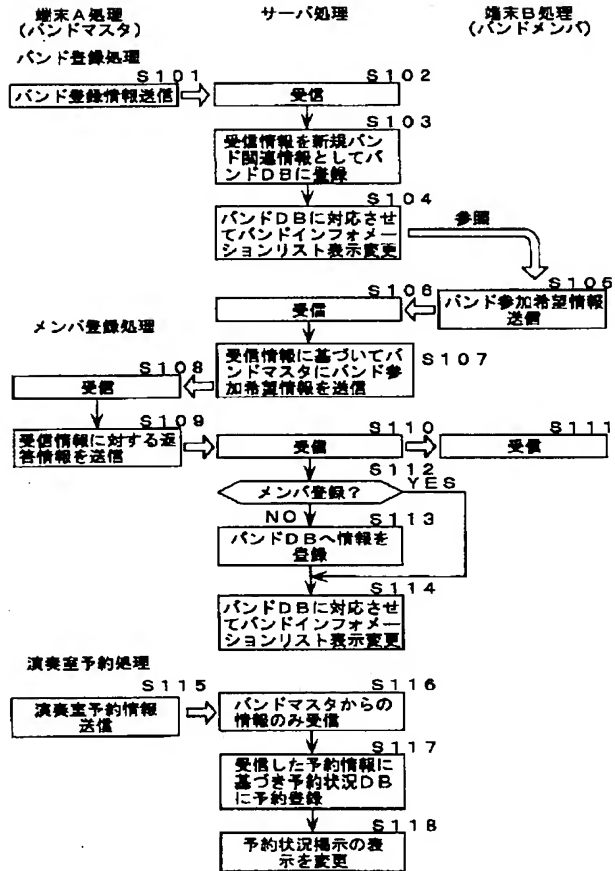 端末A処理
(バンドマスタ)
サーバ処理
端末B処理
(バンドメンバ)
バンド登録処理
S101
バンド登録情報送信
S102
受信
S103
受信情報を新規バン
ド関連情報としてバ
ンドDBに登録
S104
バンドDBに対応させ
てバンドインフォメー
ションリスト表示変更
参照
S105
バンド参加希望情報
送信
S106
受信
メンバ登録処理
S107
受信情報に基づいてバ
ンドマスタにバンド参
加希望情報を送信
S108
受信
S109
受信情報に対する返
答情報を送信
S110
受信
S111
受信
S112
メンバ登録?
YES
NO
S113
バンドDBへ情報を
登録
S114
バンドDBに対応させ
てバンドインフォメー
ションリスト表示変更
演奏室予約処理
S115
演奏室予約情報
送信
S116
バンドマスタからの
情報のみ受信
S117
受信した予約情報に
基づき予約状況DB
に予約登録
S118
予約状況掲示の表
示を変更